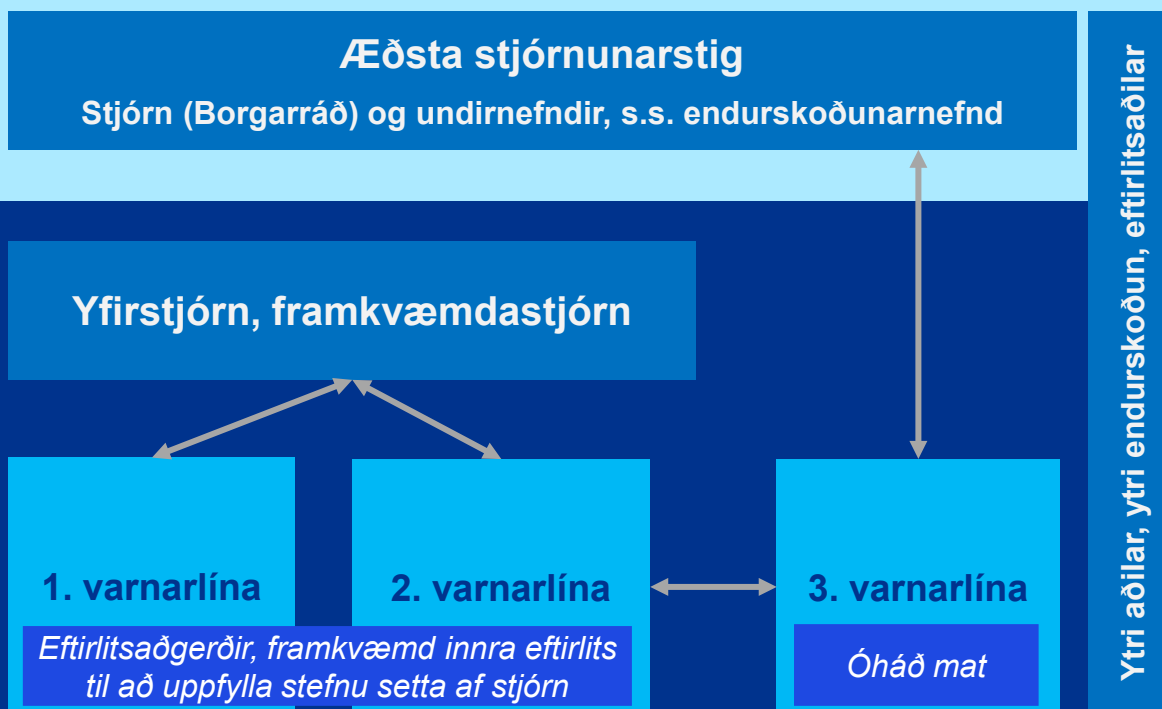 Æðsta stjórnunarstig
Stjórn (Borgarráð) og undirnefndir, s.s. endurskoðunarnefnd
Yfirstjórn, framkvæmdastjórn
1. varnarlína
2. varnarlína
3. varnarlína
Eftirlitsaðgerðir, framkvæmd innra eftirlits
til að uppfylla stefnu setta af stjórn
Óháð mat
Ytri aðilar, ytri endurskoðun, eftirlitsaðilar